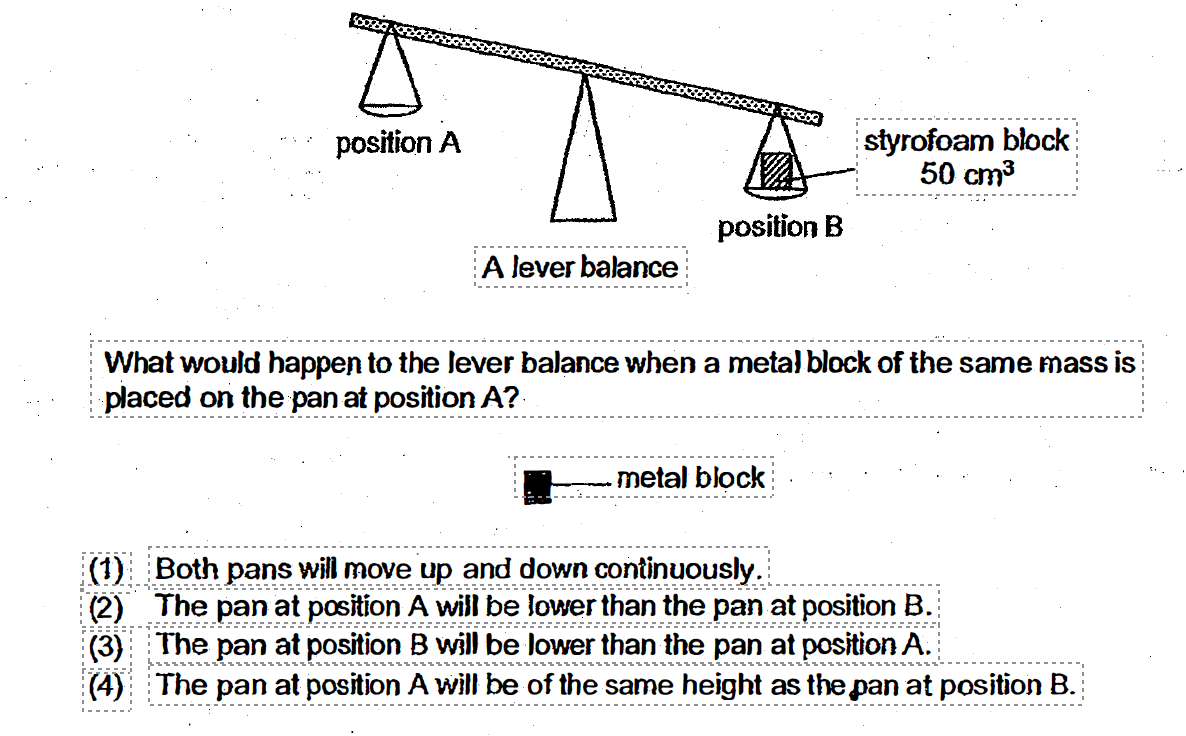 position A
styrofoam block
50 cm³
position B
A lever balance
What would happen to the lever balance when a metal block of the same mass is
placed on the pan at position A?
metal block
(1) Both pans will move up and down continuously.
(2) The pan at position A will be lower than the pan at position B.
(3) The pan at position B will be lower than the pan at position A.
(4) The pan at position A will be of the same height as the pan at position B.